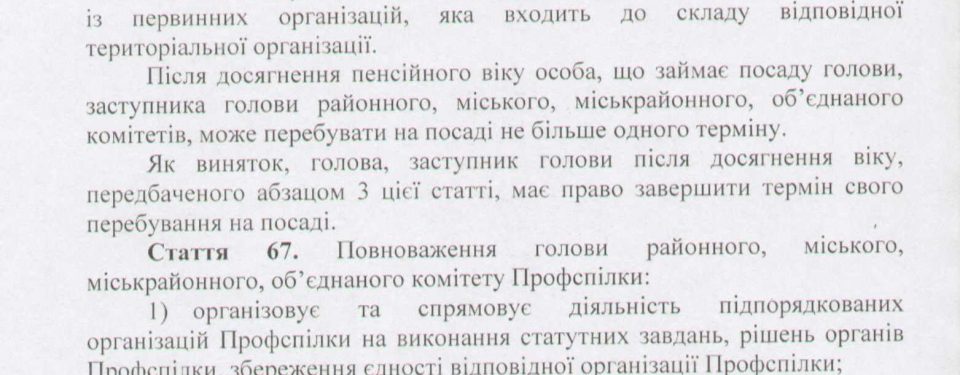 із первинних організацій, яка входить до складу відповідної
територіальної організації.
Після досягнення пенсійного віку особа, що займає посаду голови,
заступника голови районного, міського, міськрайонного, об’єднаного
комітетів, може перебувати на посаді не більше одного терміну.
Як виняток, голова, заступник голови після досягнення віку,
передбаченого абзацом 3 цієї статті, має право завершити термін свого
перебування на посаді.
Стаття 67. Повноваження голови районного, міського,
міськрайонного, об’єднаного комітету Профспілки:
1) організовує та спрямовує діяльність підпорядкованих
організацій Профспілки на виконання статутних завдань, рішень органів
Профспілки, збереження єдності відповідної організації Профспілки;